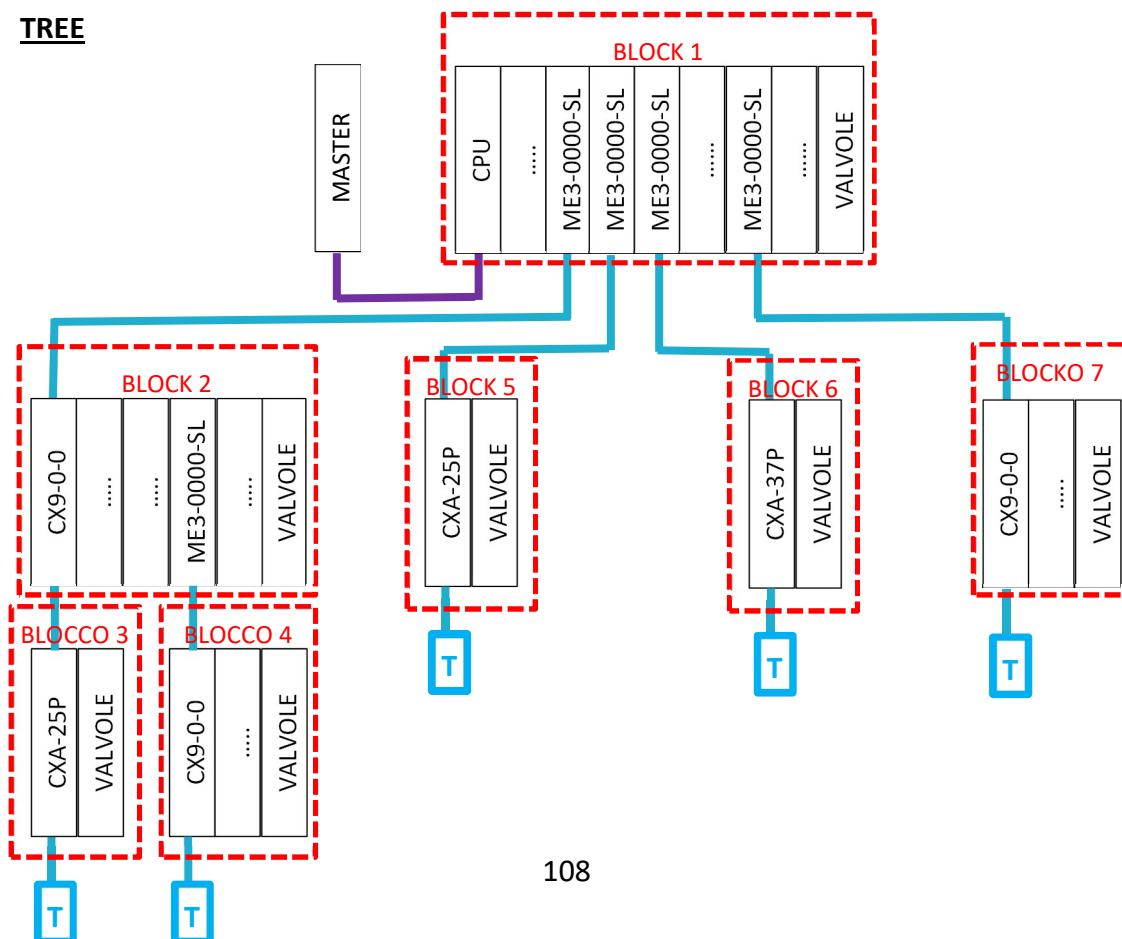 TREE
BLOCK 1
MASTER
CPU
.....
ME3-0000-SL
ME3-0000-SL
ME3-0000-SL
......
ME3-0000-SL
.....
......
VALVOLE
BLOCK 2
CX9-0-0
.....
.....
ME3-0000-SL
.....
VALVOLE
BLOCK 5
CXA-25P
VALVOLE
BLOCK 6
CXA-37P
VALVOLE
BLOCKO 7
CX9-0-0
.....
VALVOLE
BLOCCO 3
CXA-25P
VALVOLE
BLOCCO 4
CX9-0-0
.....
VALVOLE
T
T
T
108
T
T